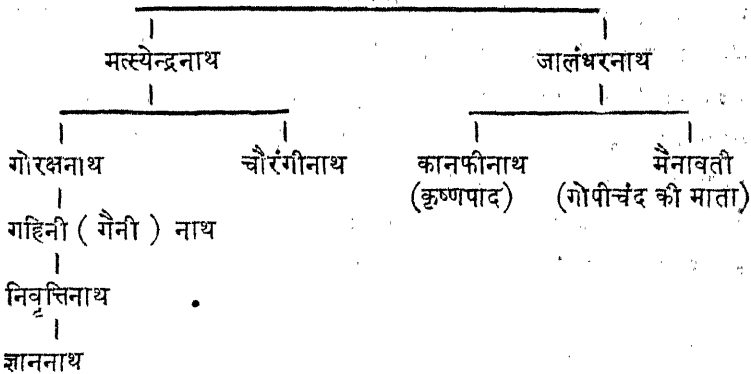 मत्स्येन्द्रनाथ जालंधरनाथ
गोरक्षनाथ चौरंगीनाथ कानफीनाथ मैनावती
(कृष्णपाद) (गोपीचंद की माता)
गहिनी ( गैनी ) नाथ
निवृत्तिनाथ
ज्ञाननाथ